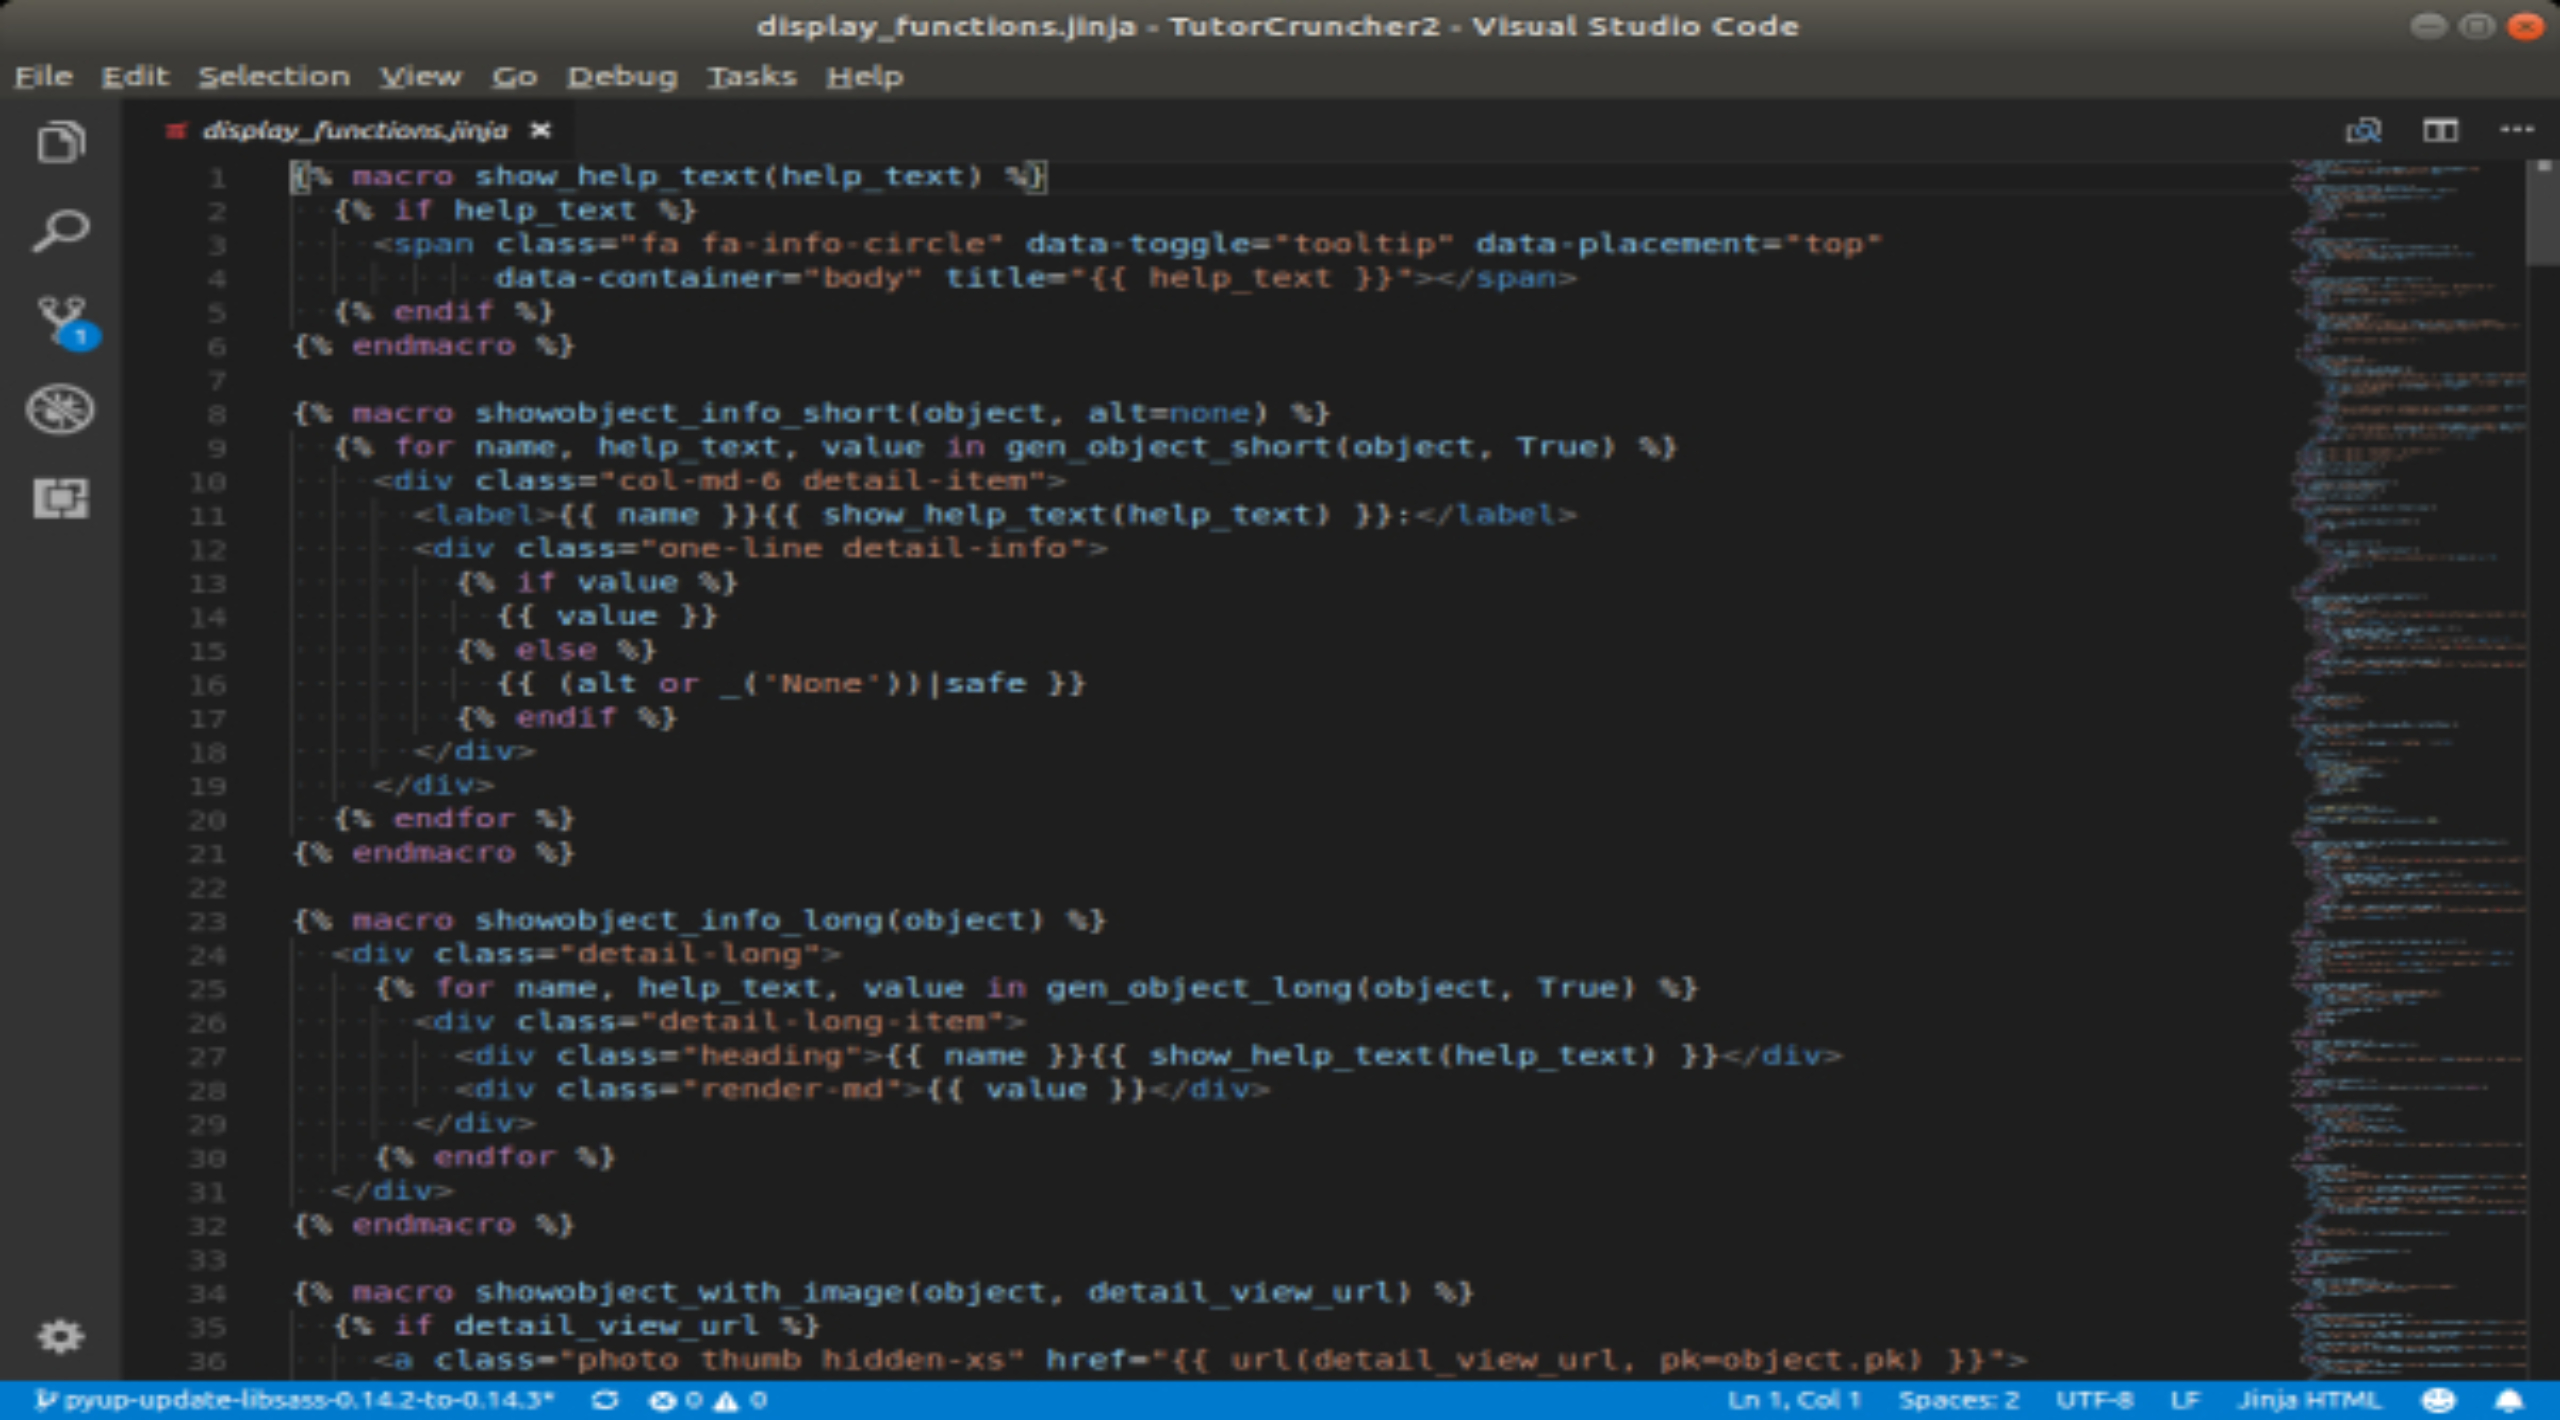 display_functions.jinja - TutorCruncher2 - Visual Studio Code
File Edit Selection View Go Debug Tasks Help
display_functions.jinja
1 {% macro show_help_text(help_text) %}
2   {% if help_text %}
3     <span class="fa fa-info-circle" data-toggle="tooltip" data-placement="top"
4           data-container="body" title="{{ help_text }}"></span>
5   {% endif %}
6 {% endmacro %}
7
8 {% macro showobject_info_short(object, alt=none) %}
9   {% for name, help_text, value in gen_object_short(object, True) %}
10     <div class="col-md-6 detail-item">
11       <label>{{ name }}{{ show_help_text(help_text) }}:</label>
12       <div class="one-line detail-info">
13         {% if value %}
14           {{ value }}
15         {% else %}
16           {{ (alt or _('None'))|safe }}
17         {% endif %}
18       </div>
19     </div>
20   {% endfor %}
21 {% endmacro %}
22
23 {% macro showobject_info_long(object) %}
24   <div class="detail-long">
25     {% for name, help_text, value in gen_object_long(object, True) %}
26       <div class="detail-long-item">
27         <div class="heading">{{ name }}{{ show_help_text(help_text) }}</div>
28         <div class="render-md">{{ value }}</div>
29       </div>
30     {% endfor %}
31   </div>
32 {% endmacro %}
33
34 {% macro showobject_with_image(object, detail_view_url) %}
35   {% if detail_view_url %}
36     <a class="photo thumb hidden-xs" href="{{ url(detail_view_url, pk=object.pk) }}">
1
pyup-update-libsass-0.14.2-to-0.14.3* 0 0 Ln 1, Col 1 Spaces: 2 UTF-8 LF Jinja HTML